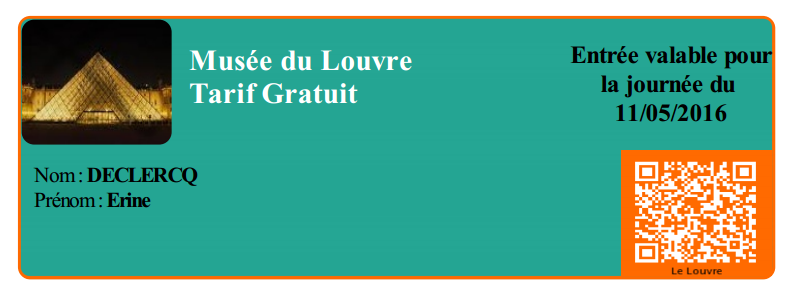 Musée du Louvre
Tarif Gratuit
Entrée valable pour
la journée du
11/05/2016
Nom : DECLERCQ
Prénom : Erine
Le Louvre